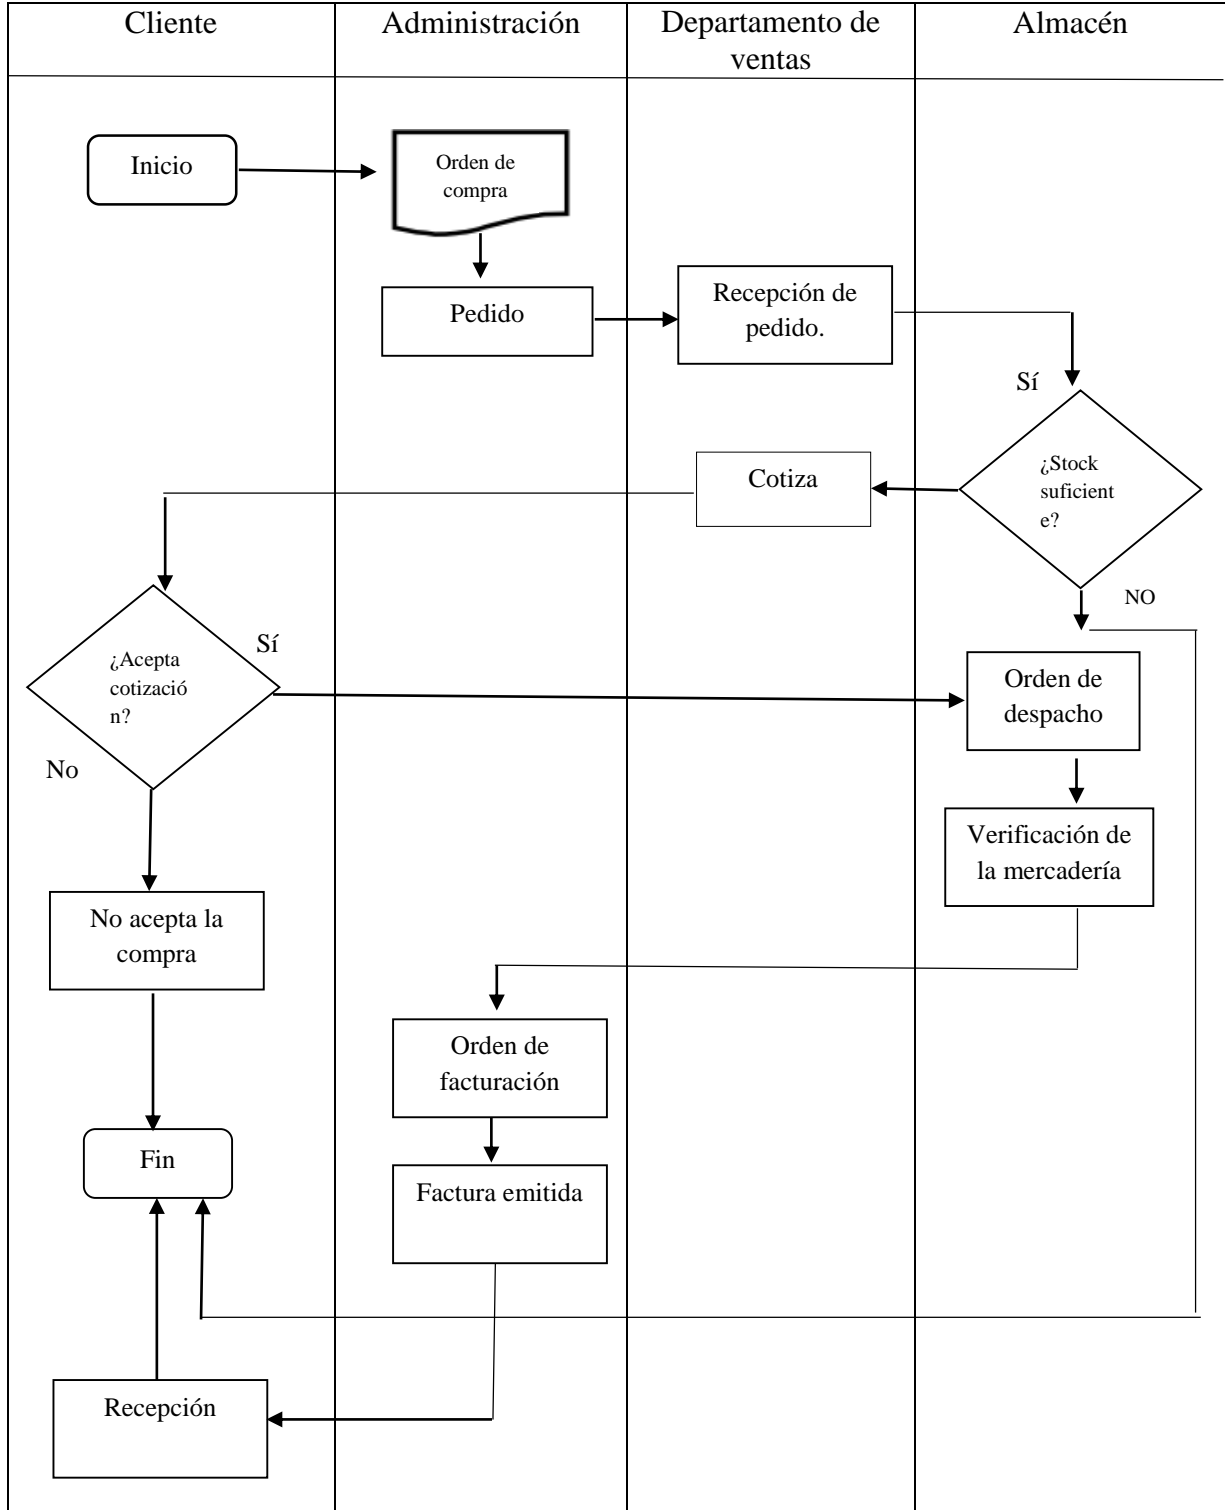 Cliente
Administración
Departamento de
ventas
Almacén
Inicio
Orden de
compra
Pedido
Recepción de
pedido.
Sí
¿Stock
suficient
e?
Cotiza
NO
¿Acepta
cotizació
n?
Sí
No
Orden de
despacho
Verificación de
la mercadería
No acepta la
compra
Orden de
facturación
Fin
Factura emitida
Recepción